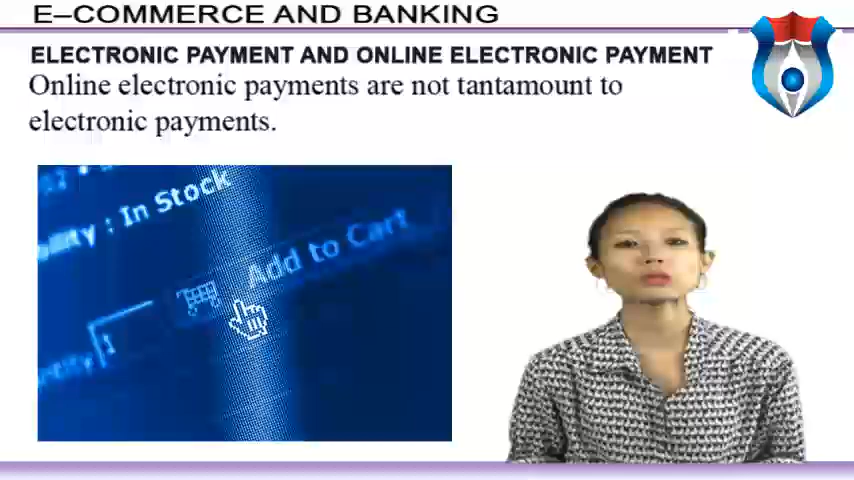 E–COMMERCE AND BANKING
ELECTRONIC PAYMENT AND ONLINE ELECTRONIC PAYMENT
Online electronic payments are not tantamount to
electronic payments.
: In Stock
Add to Cart
1